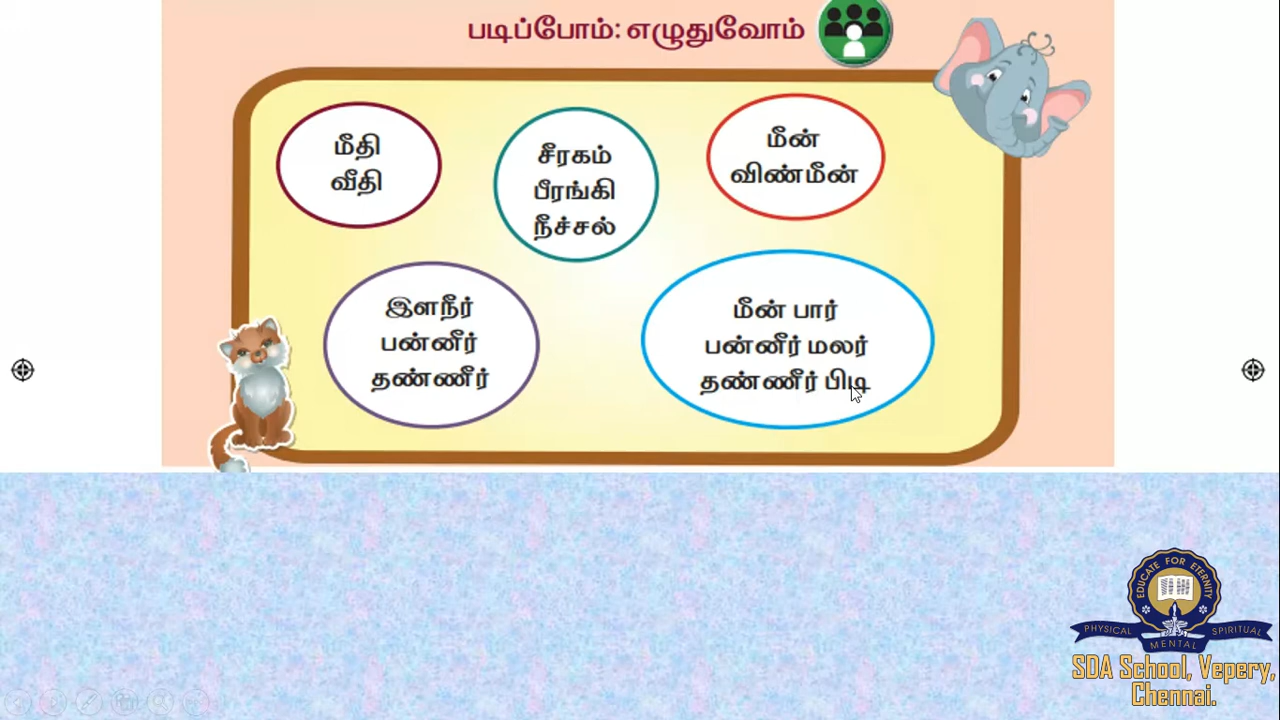 படிப்போம்: எழுதுவோம்
மீதி
வீதி
சீரகம்
பீரங்கி
நீச்சல்
மீன்
விண்மீன்
இளநீர்
பன்னீர்
தண்ணீர்
மீன் பார்
பன்னீர் மலர்
தண்ணீர் பிடி
EDUCATE FOR ETERNITY
PHYSICAL
MENTAL
SPIRITUAL
SDA School, Vepery,
Chennai.